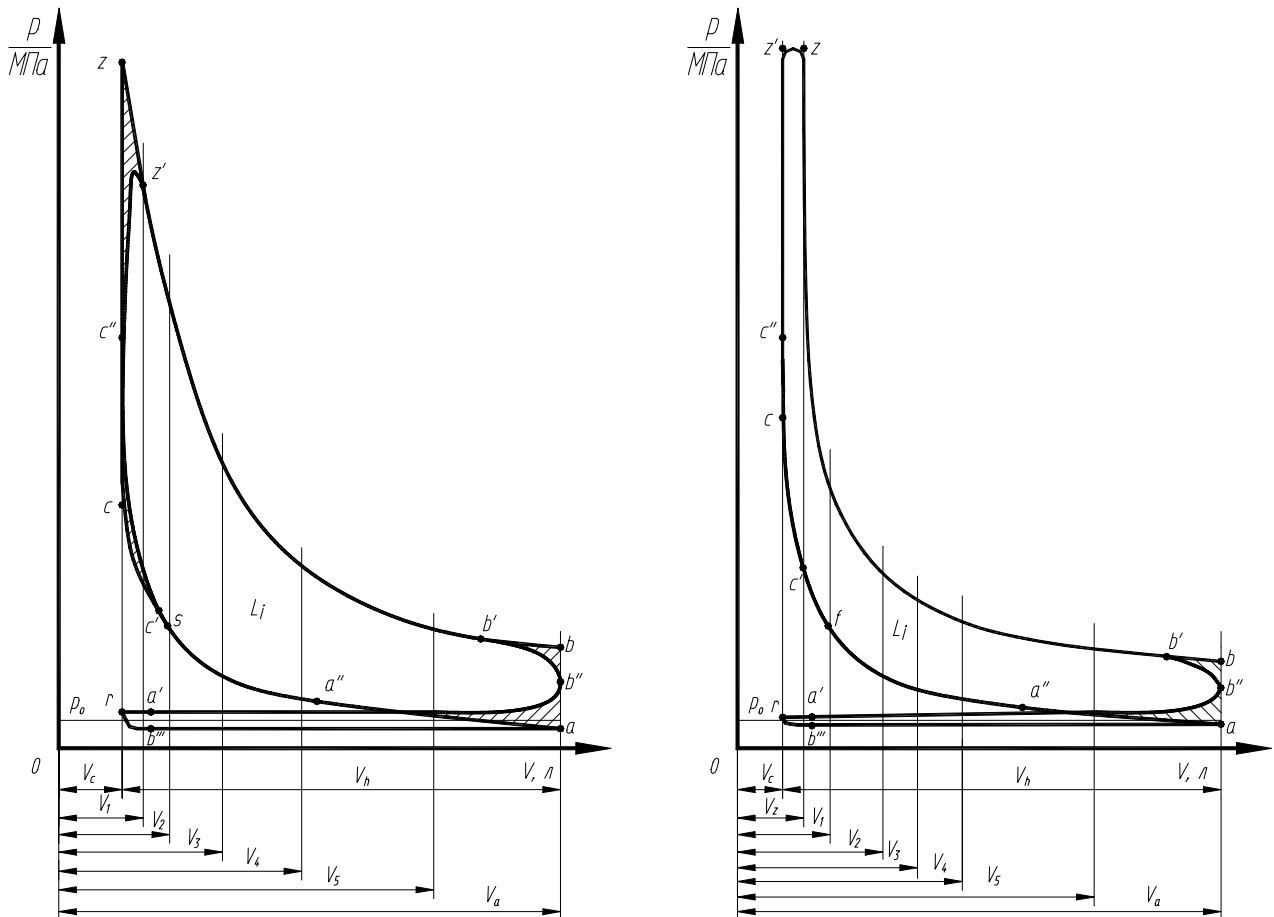 p
МПа
z
z'
c"
c
c'
s
Li
a"
b'
b
b"
p₀
r
a'
b'''
a
0
Vc
Vh
V, л
V1
V2
V3
V4
V5
Va
p
МПа
z'
z
c"
c
c'
f
Li
a"
b'
b
b"
p₀
r
a'
b'''
a
0
Vc
Vh
V, л
Vz
V1
V2
V3
V4
V5
Va